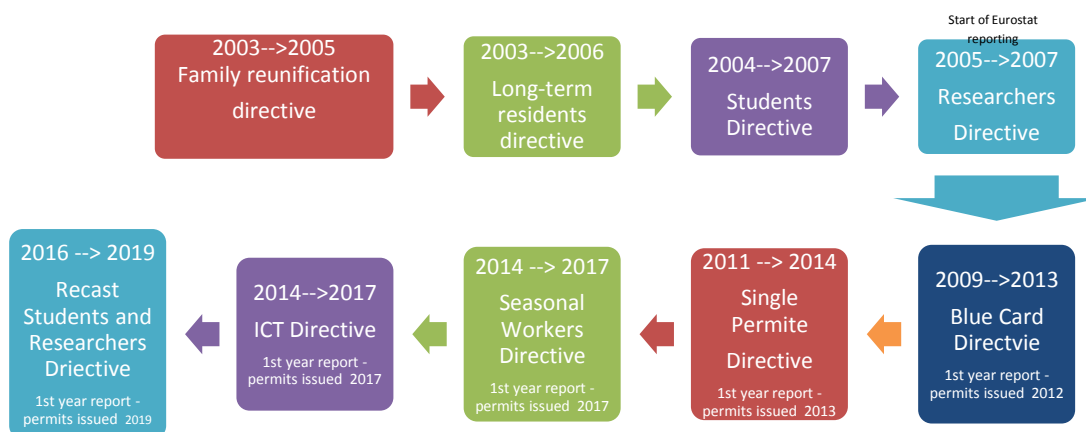 2003-->2005
Family reunification
directive
2003-->2006
Long-term
residents
directive
2004-->2007
Students
Directive
Start of Eurostat
reporting
2005-->2007
Researchers
Directive
2009-->2013
Blue Card
Directvie
1st year report -
permits issued 2012
2011 --> 2014
Single
Permite
Directive
1st year report -
permits issued 2013
2014 --> 2017
Seasonal
Workers
Directive
1st year report -
permits issued 2017
2014-->2017
ICT Directive
1st year report -
permits issued 2017
2016 --> 2019
Recast
Students and
Researchers
Driective
1st year report -
permits issued 2019